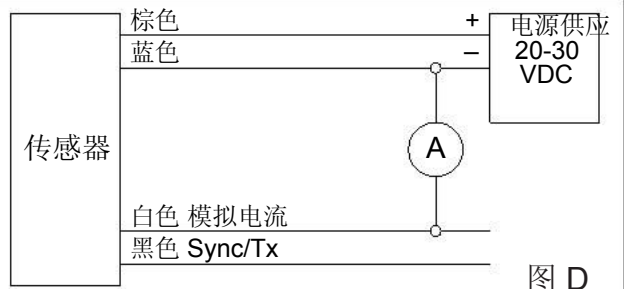 棕色
+
电源供应
蓝色
–
20-30
VDC
传感器
A
白色 模拟电流
黑色 Sync/Tx
图 D